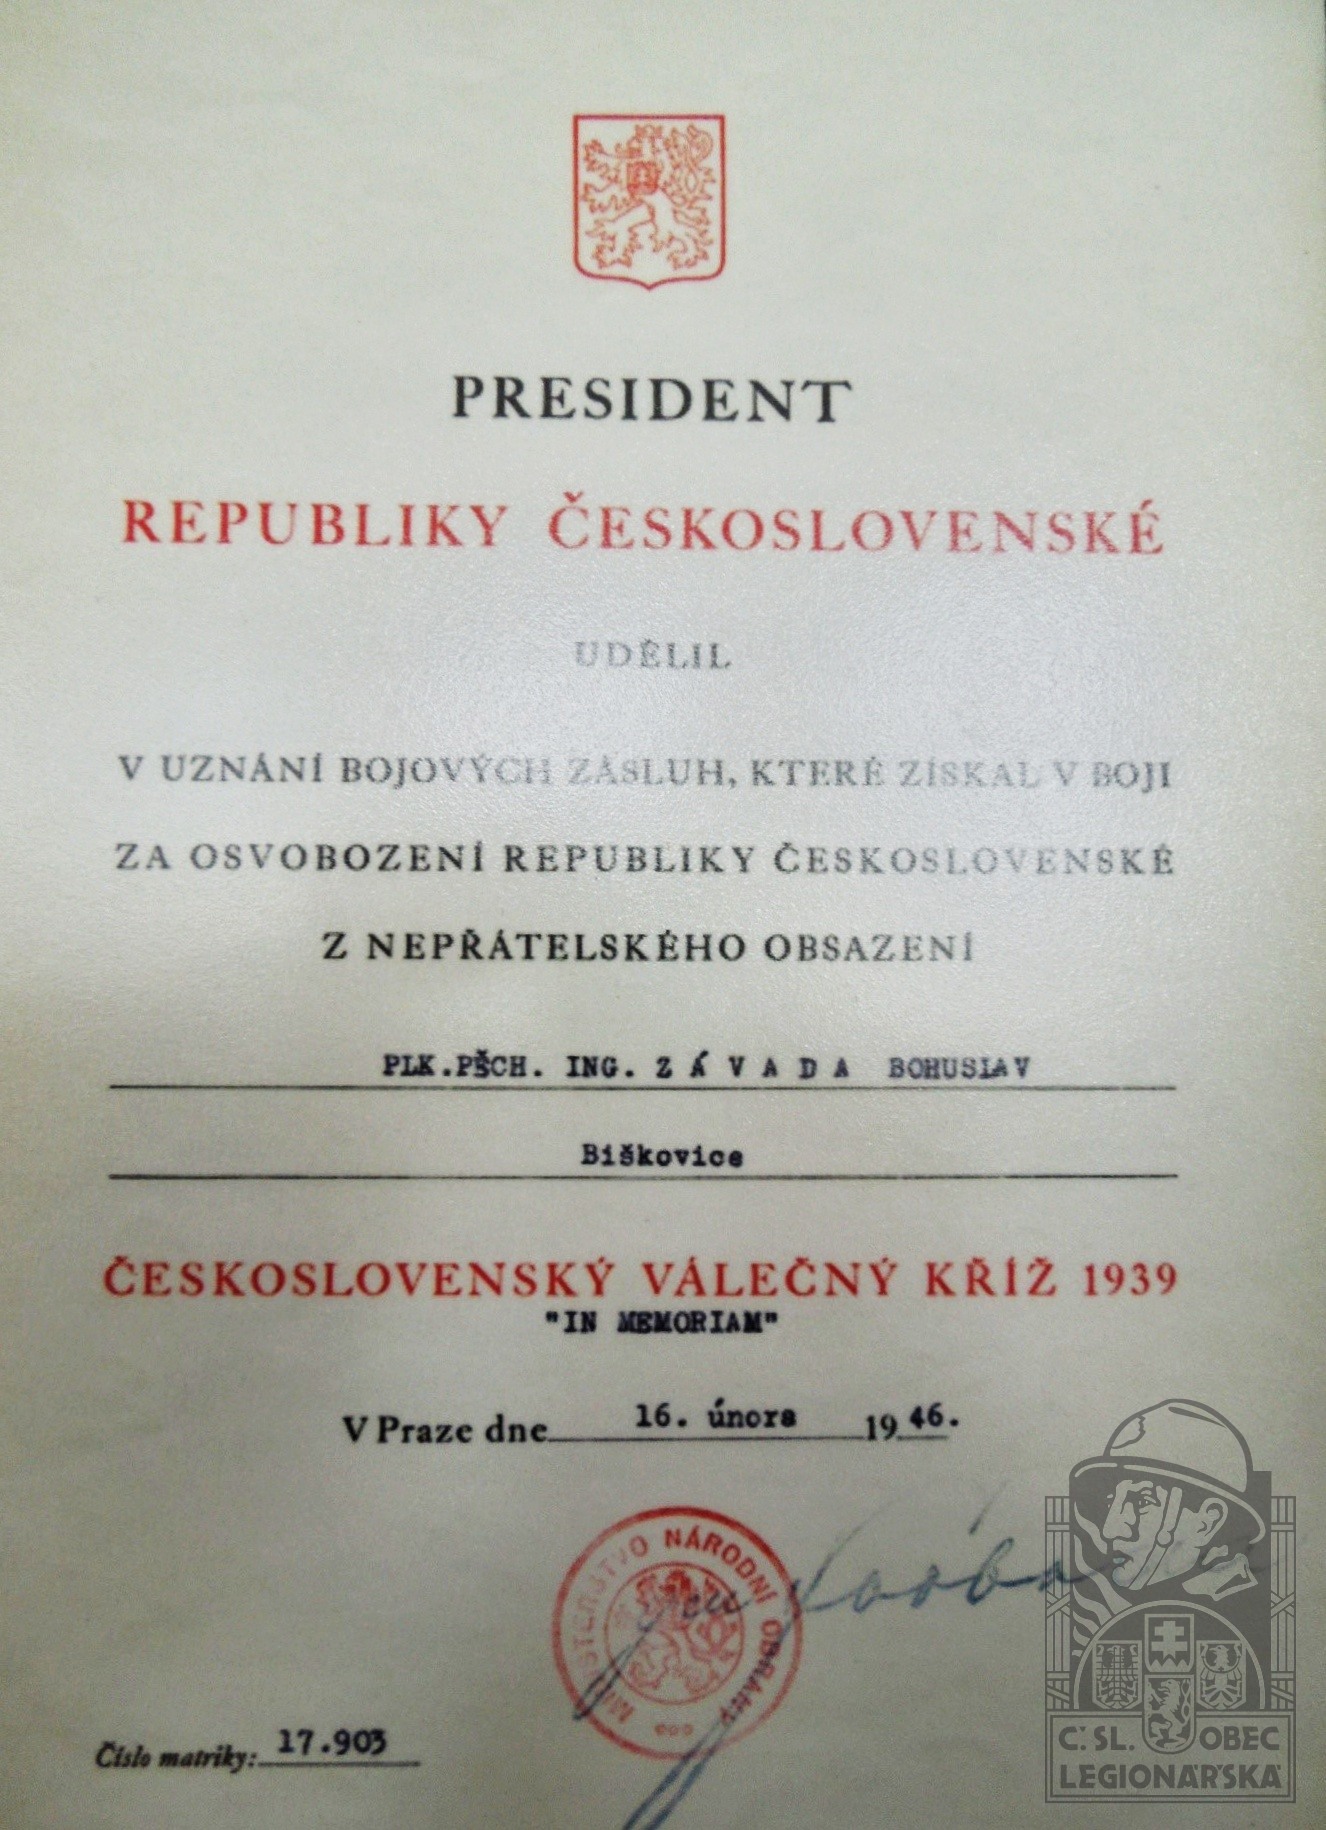 PRESIDENT
REPUBLIKY ČESKOSLOVENSKÉ
UDĚLIL
V UZNÁNÍ BOJOVÝCH ZÁSLUH, KTERÉ ZÍSKAL V BOJI
ZA OSVOBOZENÍ REPUBLIKY ČESKOSLOVENSKÉ
Z NEPŘÁTELSKÉHO OBSAZENÍ
PLK.PĚCH. ING. Z Á V A D A BOHUSLAV
Biškovice
ČESKOSLOVENSKÝ VÁLEČNÝ KŘÍŽ 1939
"IN MEMORIAM"
V Praze dne 16. února 1946.
MINISTERSTVO NÁRODNÍ OBRANY
Číslo matriky: 17.903
Č.SL. OBEC
LEGIONÁŘSKÁ